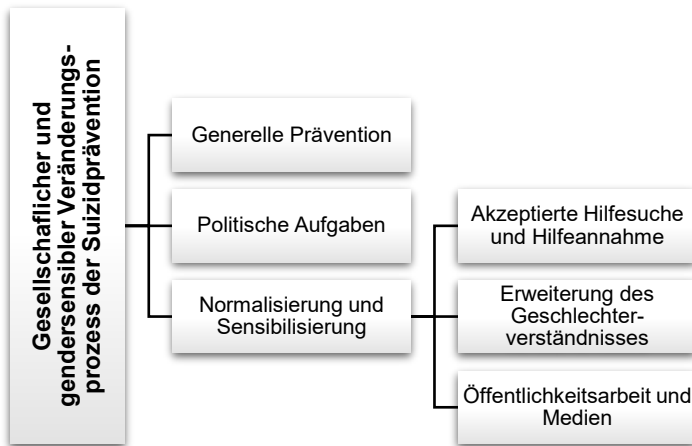 Gesellschaflicher und
gendersensibler Veränderungs-
prozess der Suizidprävention
Generelle Prävention
Politische Aufgaben
Normalisierung und
Sensibilisierung
Akzeptierte Hilfesuche
und Hilfeannahme
Erweiterung des
Geschlechter-
verständnisses
Öffentlichkeitsarbeit und
Medien